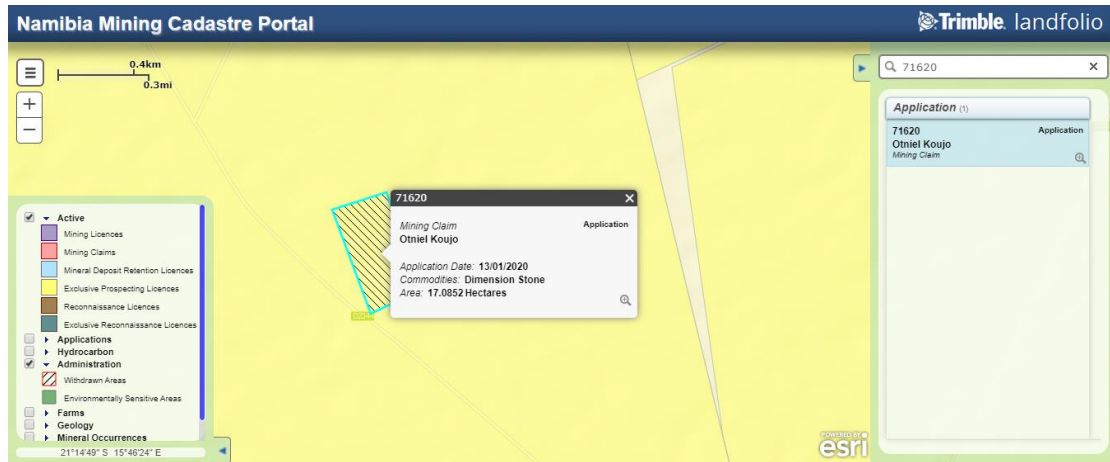 Namibia Mining Cadastre Portal
Trimble. landfolio
0.4km
0.3mi
71620
Application (1)
71620 Application
Otniel Koujo
Mining Claim
71620
Mining Claim Application
Otniel Koujo
Application Date: 13/01/2020
Commodities: Dimension Stone
Area: 17.0852 Hectares
Active
Mining Licences
Mining Claims
Mineral Deposit Retention Licences
Exclusive Prospecting Licences
Reconnaissance Licences
Exclusive Reconnaissance Licences
Applications
Hydrocarbon
Administration
Withdrawn Areas
Environmentally Sensitive Areas
Farms
Geology
Mineral Occurrences
21°14'49" S 15°46'24" E
POWERED BY
esri